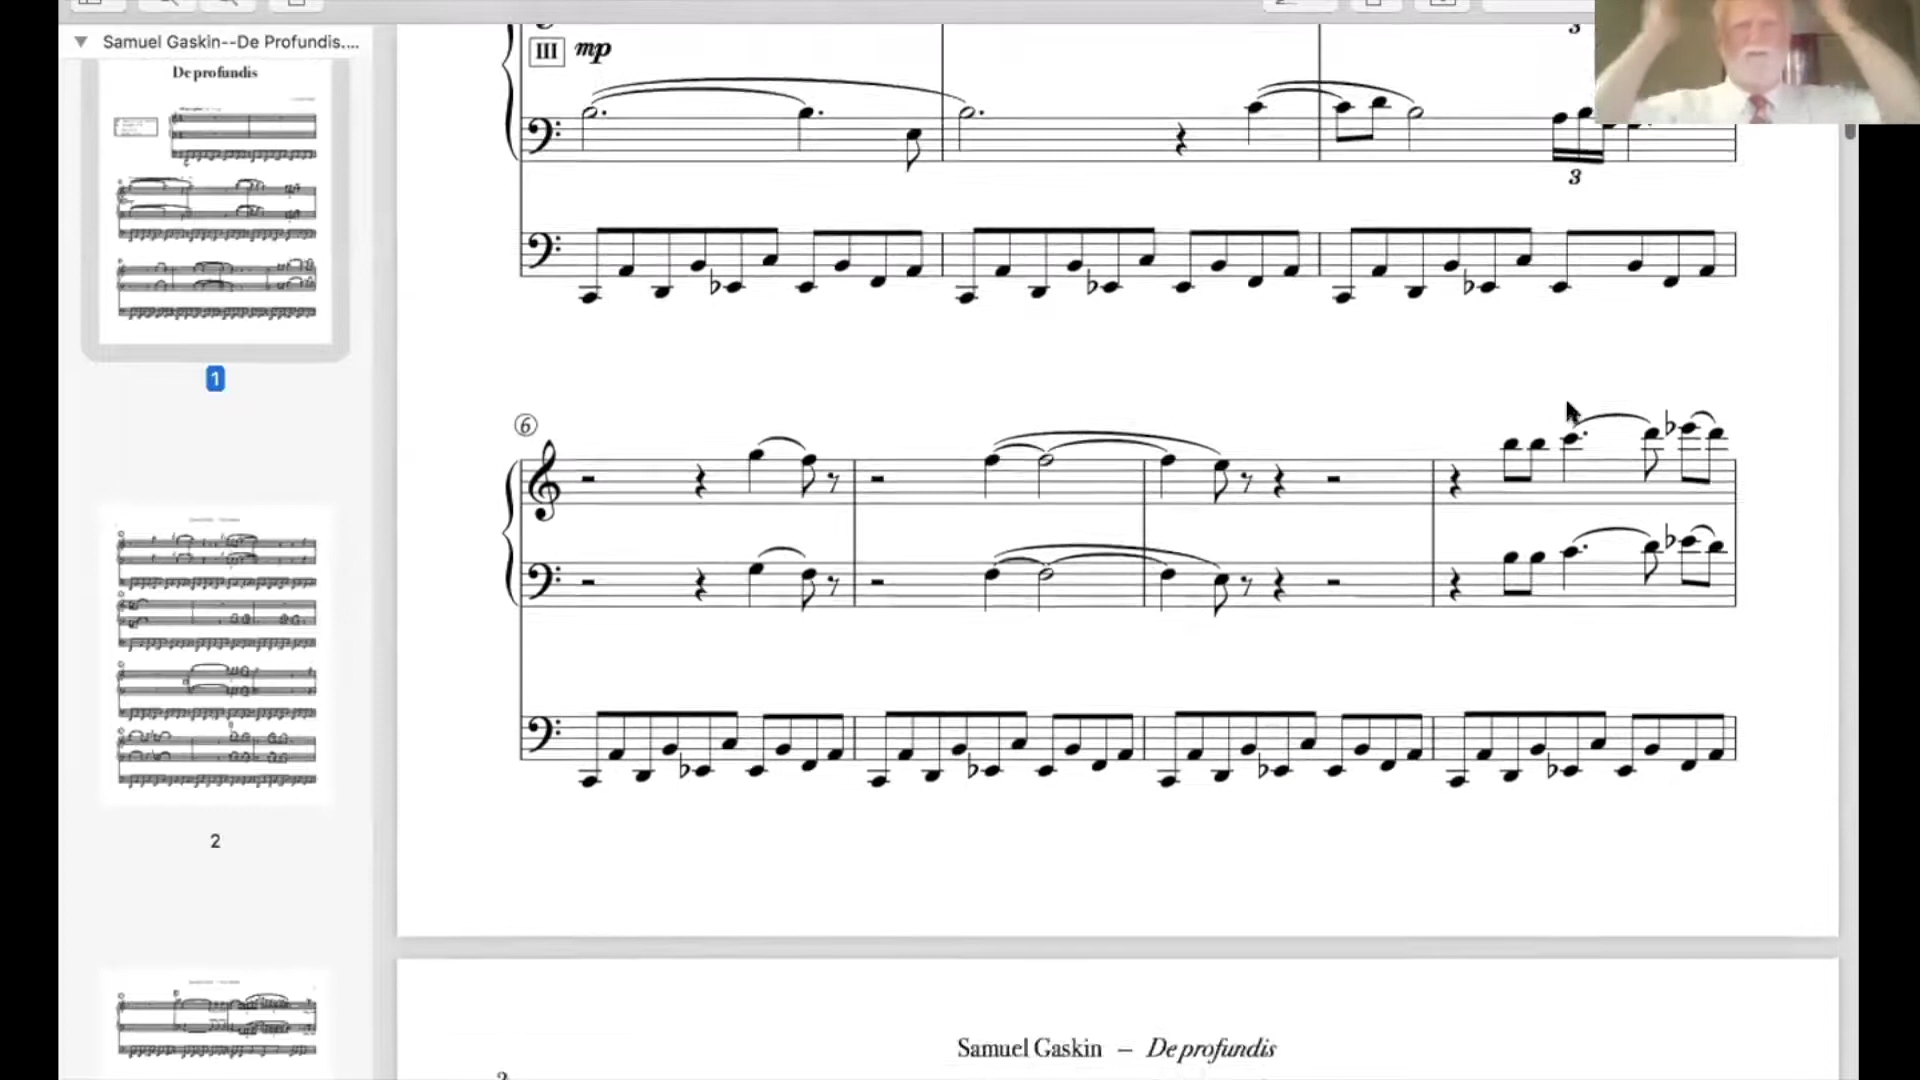 Samuel Gaskin--De Profundis....
De profundis
1
2
III mp
3
3
6
Samuel Gaskin – De profundis